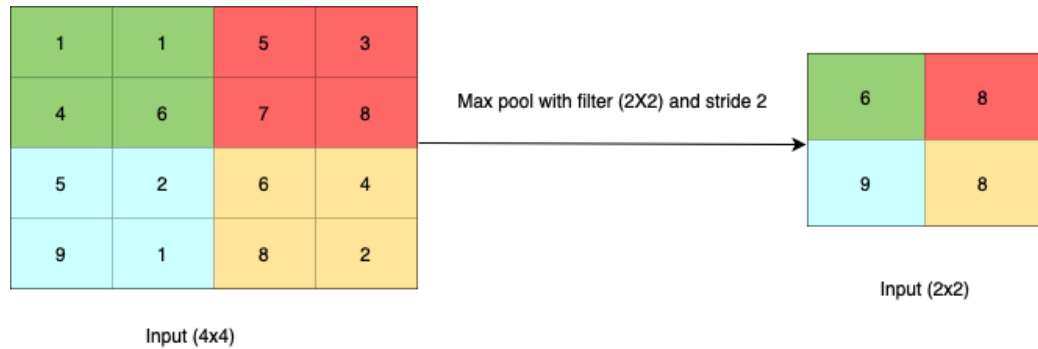 1 1 5 3
4 6 7 8
5 2 6 4
9 1 8 2
Input (4x4)
Max pool with filter (2X2) and stride 2
6 8
9 8
Input (2x2)